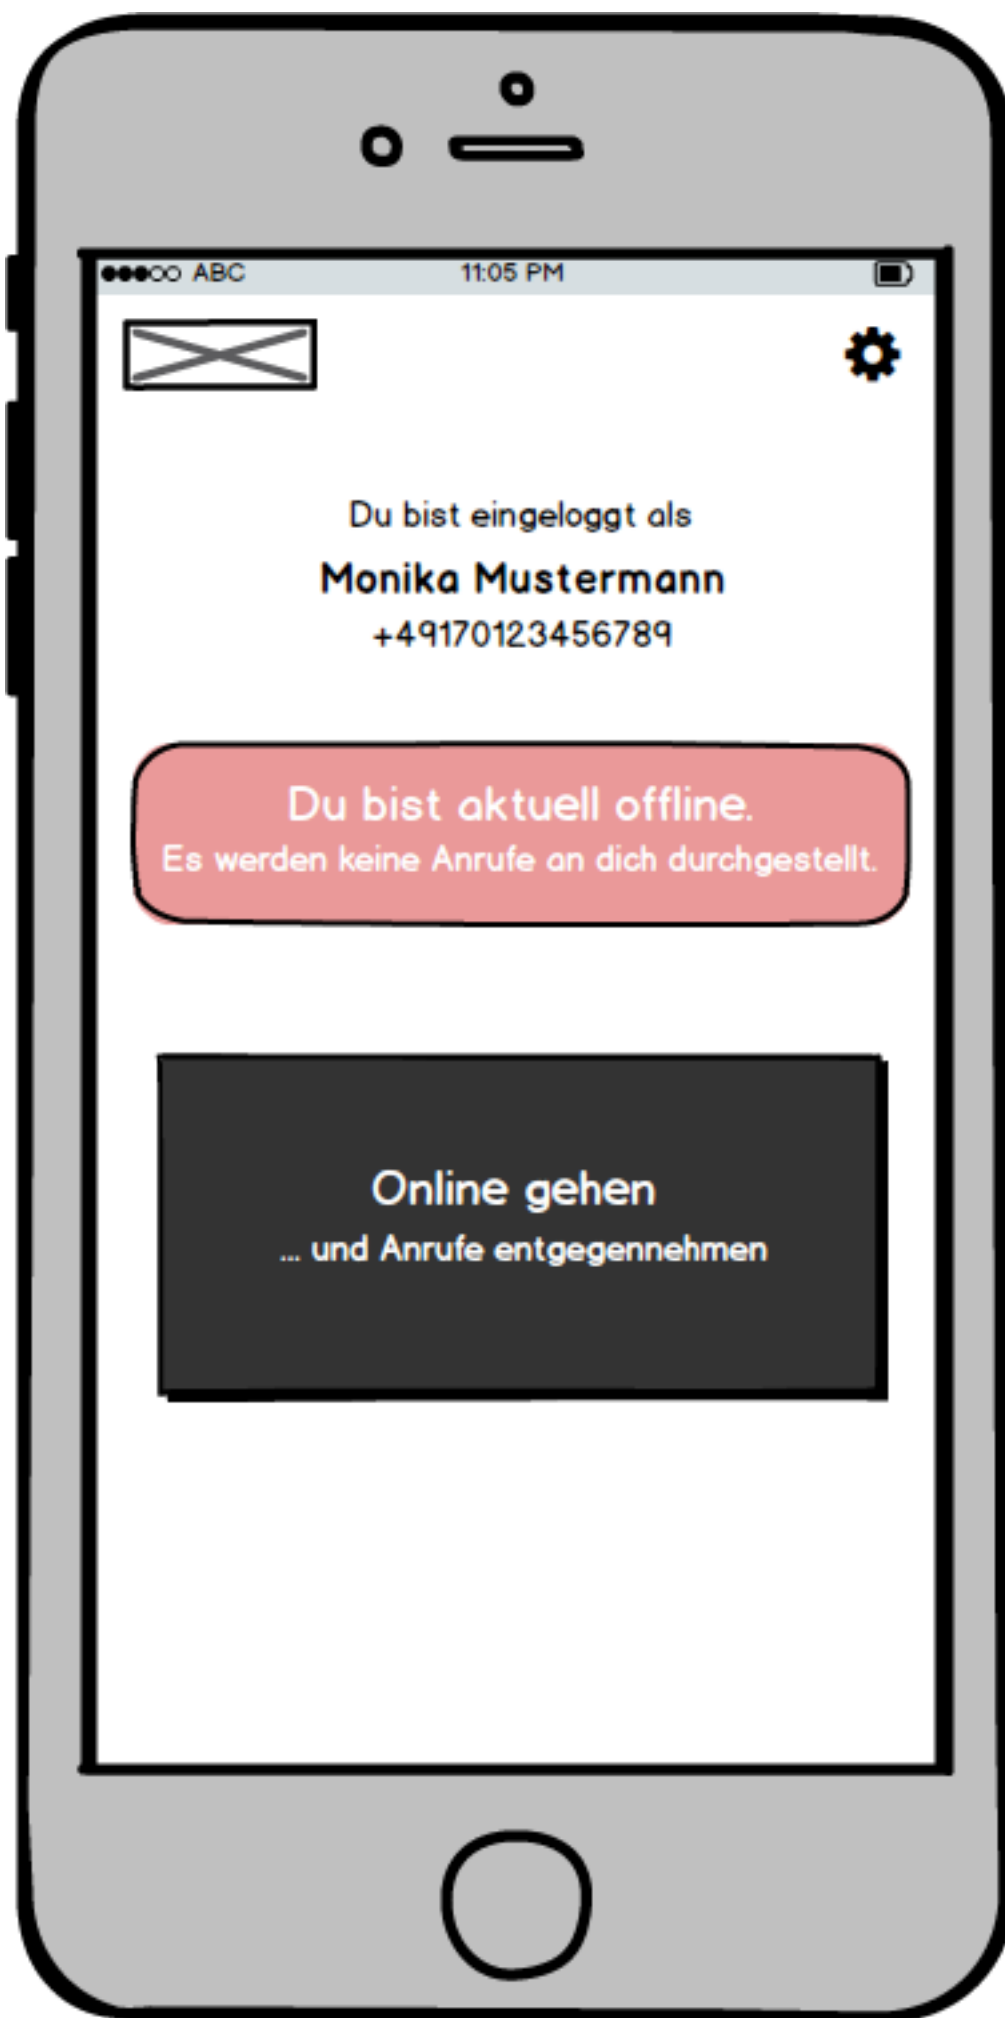 ABC 11:05 PM
Du bist eingeloggt als
Monika Mustermann
+49170123456789
Du bist aktuell offline.
Es werden keine Anrufe an dich durchgestellt.
Online gehen
... und Anrufe entgegennehmen